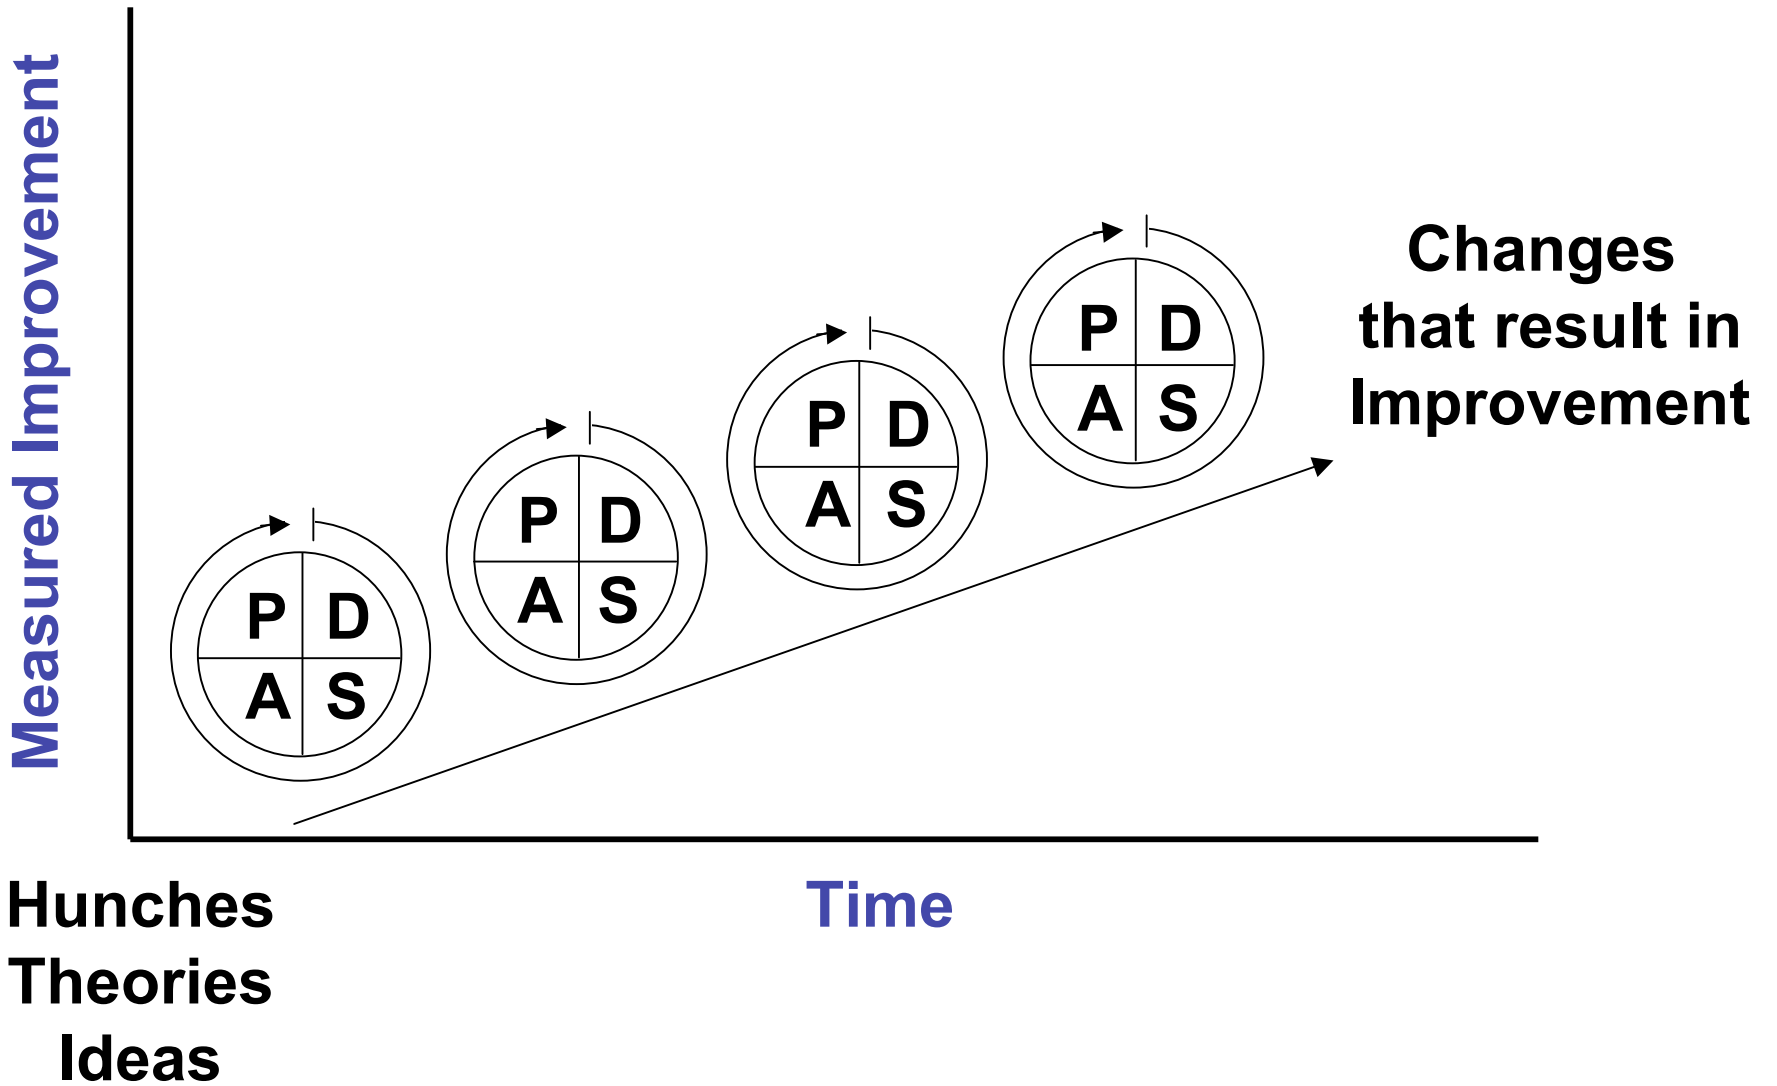 Measured Improvement
P D
A S
P D
A S
P D
A S
P D
A S
Changes
that result in
Improvement
Hunches
Theories
Ideas
Time